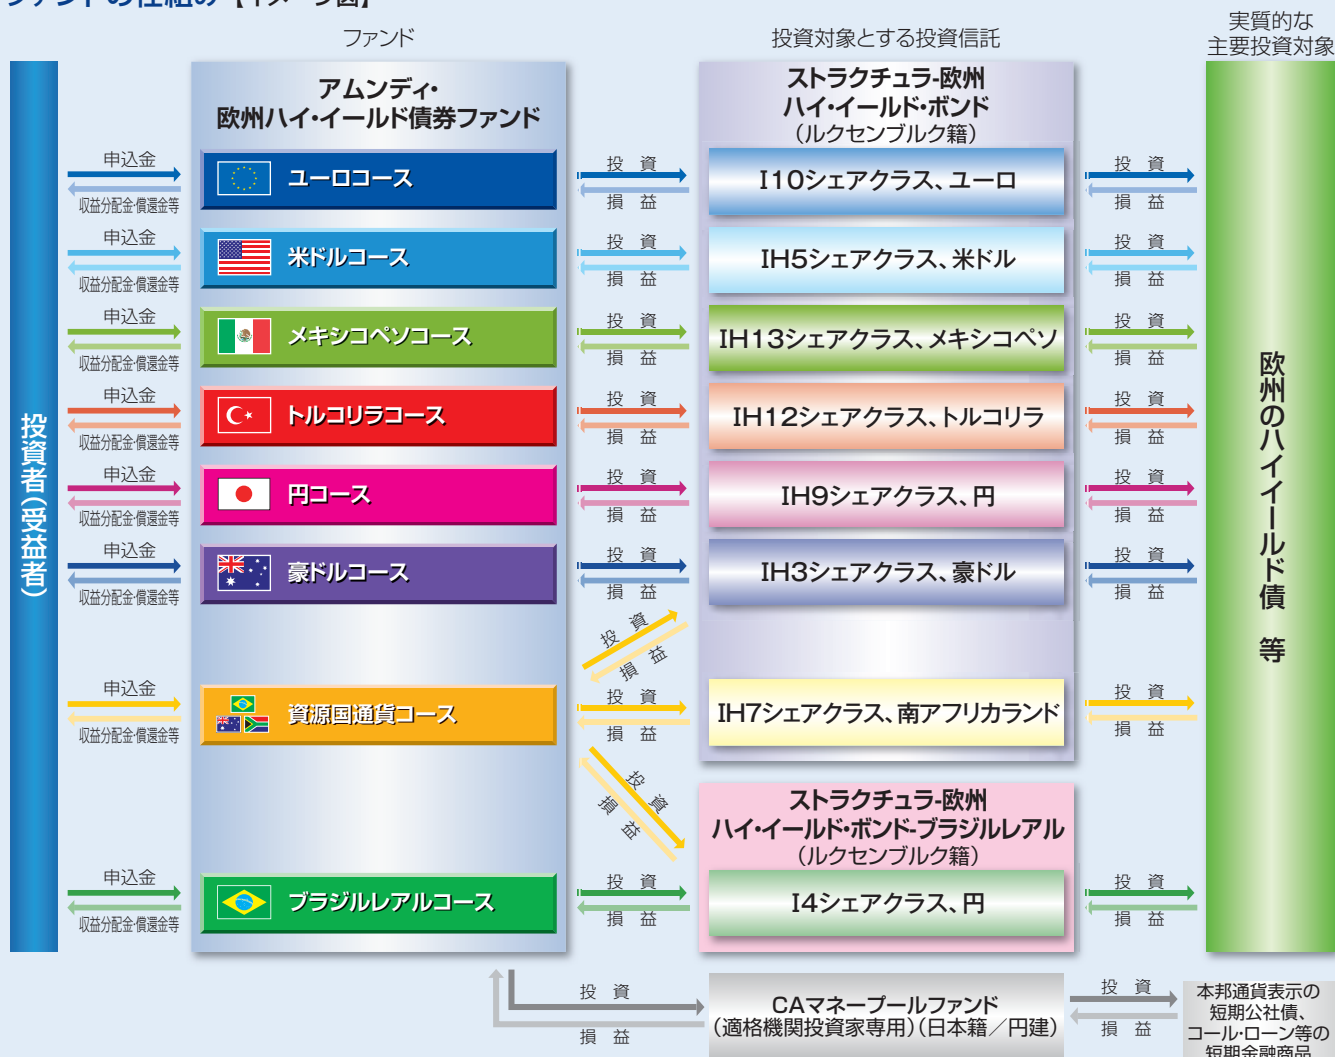 ファンドの仕組み【イメージ図】
ファンド
投資対象とする投資信託
実質的な
主要投資対象
投資者(受益者)
アムンディ・
欧州ハイ・イールド債券ファンド
ストラクチュラ-欧州
ハイ・イールド・ボンド
(ルクセンブルク籍)
欧州のハイイールド債 等
申込金
収益分配金・償還金等
ユーロコース
投資
損益
I10シェアクラス、ユーロ
投資
損益
申込金
収益分配金・償還金等
米ドルコース
投資
損益
IH5シェアクラス、米ドル
投資
損益
申込金
収益分配金・償還金等
メキシコペソコース
投資
損益
IH13シェアクラス、メキシコペソ
投資
損益
申込金
収益分配金・償還金等
トルコリラコース
投資
損益
IH12シェアクラス、トルコリラ
投資
損益
申込金
収益分配金・償還金等
円コース
投資
損益
IH9シェアクラス、円
投資
損益
申込金
収益分配金・償還金等
豪ドルコース
投資
損益
IH3シェアクラス、豪ドル
投資
損益
投資
損益
申込金
収益分配金・償還金等
資源国通貨コース
投資
損益
IH7シェアクラス、南アフリカランド
投資
損益
投資
損益
ストラクチュラ-欧州
ハイ・イールド・ボンド-ブラジルレアル
(ルクセンブルク籍)
申込金
収益分配金・償還金等
ブラジルレアルコース
投資
損益
I4シェアクラス、円
投資
損益
投資
損益
CAマネープールファンド
(適格機関投資家専用)(日本籍/円建)
投資
損益
本邦通貨表示の
短期公社債、
コール・ローン等の
短期金融商品